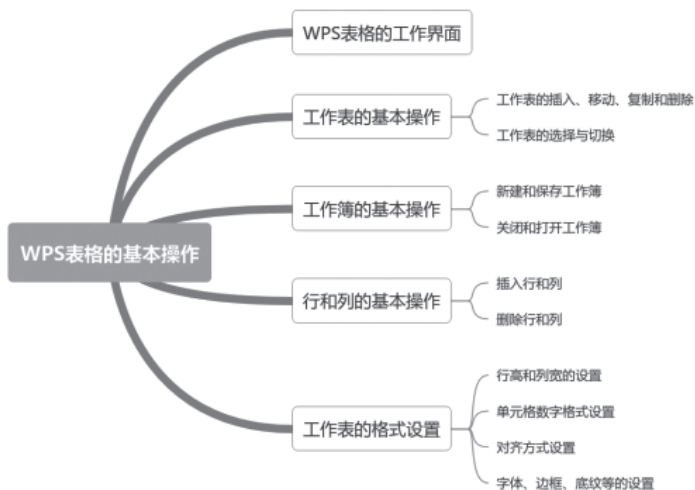 WPS表格的基本操作
WPS表格的工作界面
工作表的基本操作
工作表的插入、移动、复制和删除
工作表的选择与切换
工作簿的基本操作
新建和保存工作簿
关闭和打开工作簿
行和列的基本操作
插入行和列
删除行和列
工作表的格式设置
行高和列宽的设置
单元格数字格式设置
对齐方式设置
字体、边框、底纹等的设置